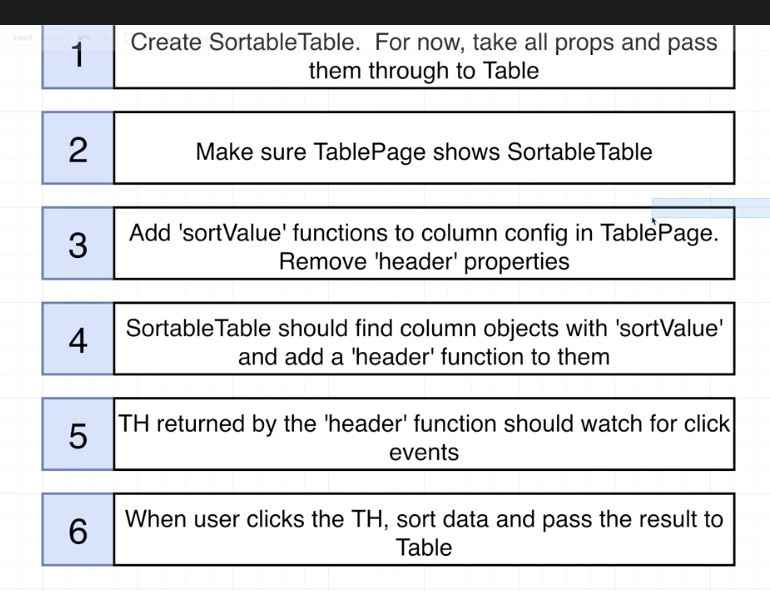 Insert
1
Create SortableTable.  For now, take all props and pass
them through to Table
2
Make sure TablePage shows SortableTable
3
Add 'sortValue' functions to column config in TablePage.
Remove 'header' properties
4
SortableTable should find column objects with 'sortValue'
and add a 'header' function to them
5
TH returned by the 'header' function should watch for click
events
6
When user clicks the TH, sort data and pass the result to
Table